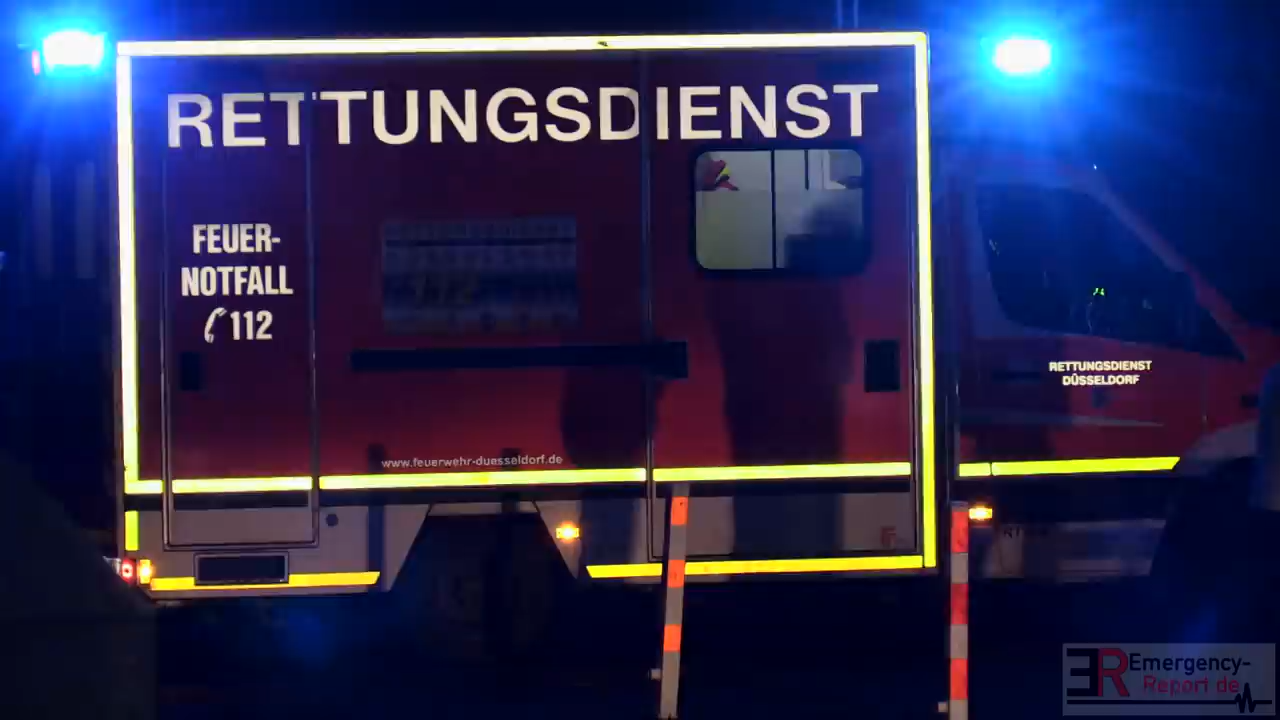 RETTUNGSDIENST
FEUER-
NOTFALL
112
RETTUNGSDIENST
DÜSSELDORF
www.feuerwehr-duesseldorf.de
ER Emergency-
Report de